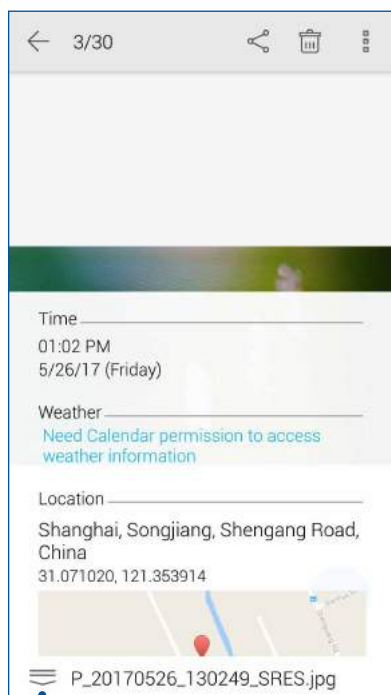 3/30
Time
01:02 PM
5/26/17 (Friday)
Weather
Need Calendar permission to access
weather information
Location
Shanghai, Songjiang, Shengang Road,
China
31.071020, 121.353914
P_20170526_130249_SRES.jpg